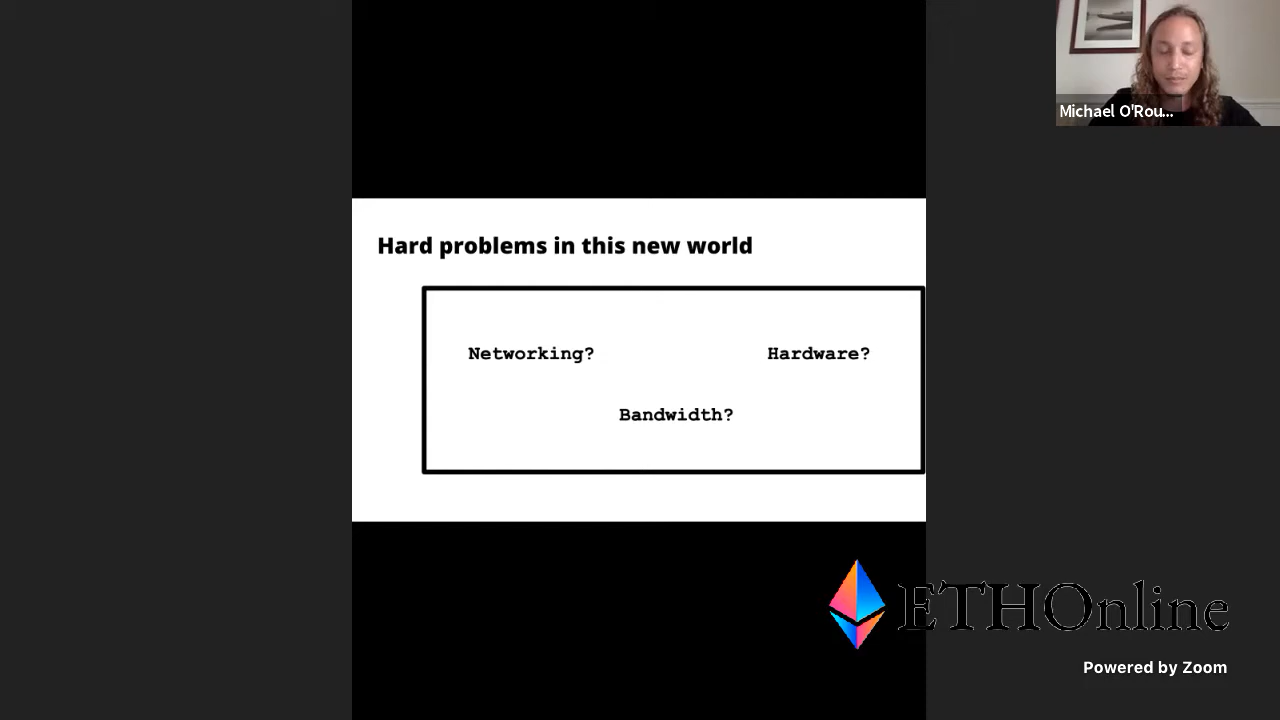 Michael O'Rou...
Hard problems in this new world
Networking?
Hardware?
Bandwidth?
ETHOnline
Powered by Zoom